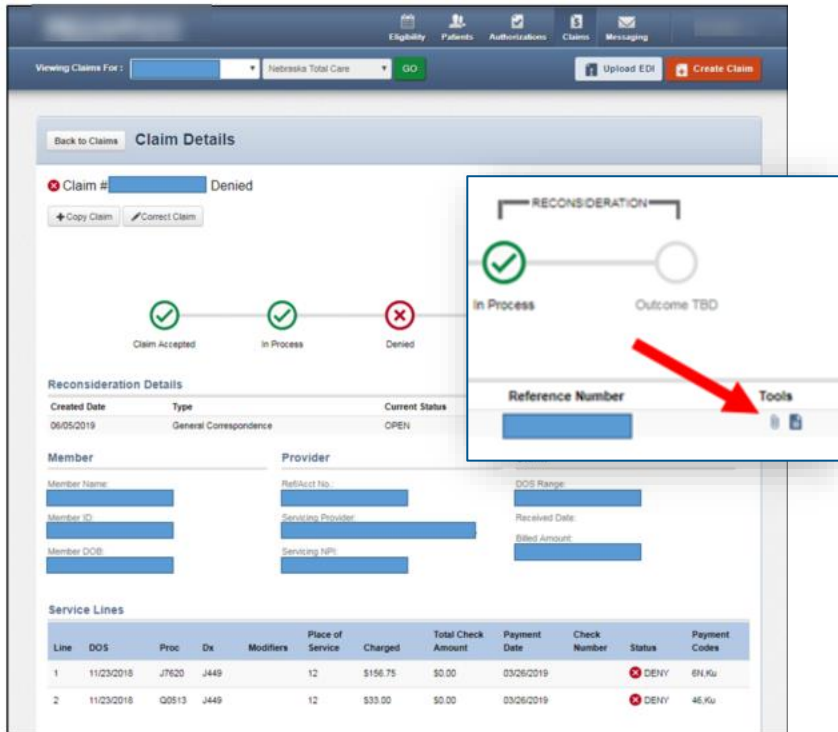 Eligibility Patients Authorizations Claims Messaging
Viewing Claims For : Nebraska Total Care GO Upload EDI Create Claim
Back to Claims Claim Details
Claim # Denied
Copy Claim Correct Claim
RECONSIDERATION
In Process Outcome TBD
Claim Accepted In Process Denied
Reference Number Tools
Reconsideration Details
Created Date Type Current Status
06/05/2019 General Correspondence OPEN
Member Provider
Member Name: Ref/Acct No.: DOS Range:
Member ID: Servicing Provider: Received Date:
Member DOB: Servicing NPI: Billed Amount:
Service Lines
Line DOS Proc Dx Modifiers Place of Service Charged Total Check Amount Payment Date Check Number Status Payment Codes
1 11/23/2018 J7620 J449 12 $156.75 $0.00 03/26/2019 DENY 6N,Ku
2 11/23/2018 Q0513 J449 12 $33.00 $0.00 03/26/2019 DENY 46,Ku